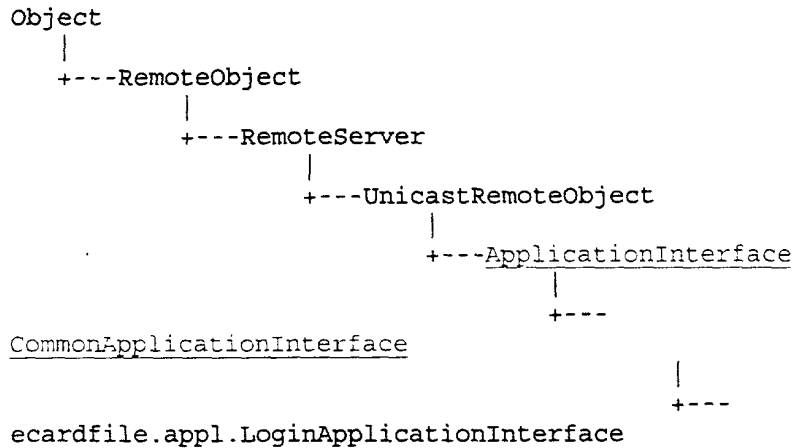 Object
|
+---RemoteObject
|
+---RemoteServer
|
+---UnicastRemoteObject
|
+---ApplicationInterface
|
+---
CommonApplicationInterface
|
+---
ecardfile.appl.LoginApplicationInterface